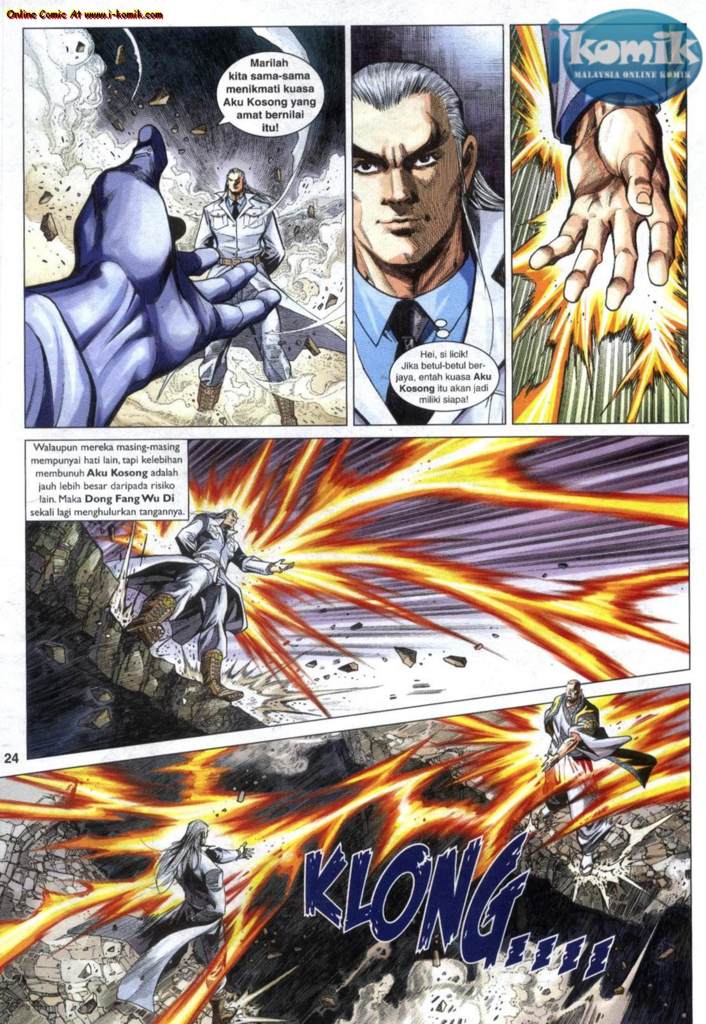 Online Comic At www.i-komik.com
ikomik
MALAYSIA ONLINE KOMIK
Marilah
kita sama-sama
menikmati kuasa
Aku Kosong yang
amat bernilai
itu!
Hei, si licik!
Jika betul-betul ber-
jaya, entah kuasa Aku
Kosong itu akan jadi
miliki siapa!
Walaupun mereka masing-masing
mempunyai hati lain, tapi kelebihan
membunuh Aku Kosong adalah
jauh lebih besar daripada risiko
lain. Maka Dong Fang Wu Di
sekali lagi menghulurkan tangannya.
24
KLONG....